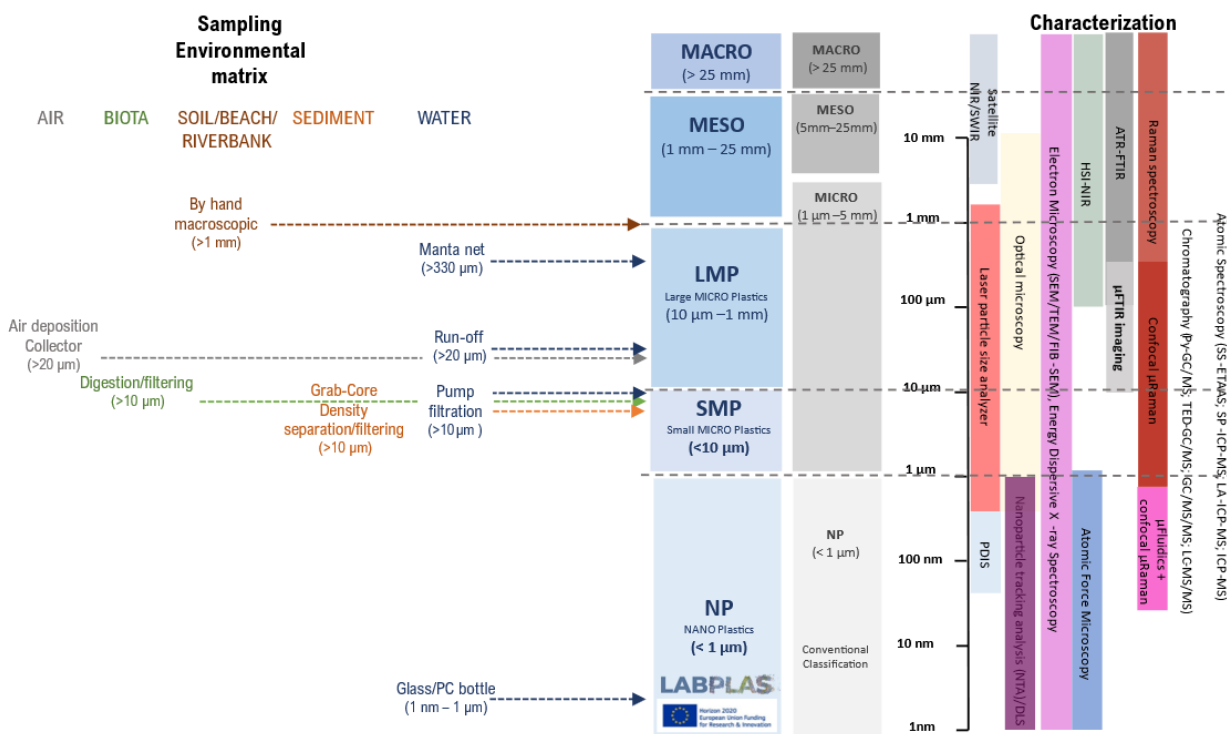 Sampling
Environmental
matrix
Characterization
AIR
BIOTA
SOIL/BEACH/
RIVERBANK
SEDIMENT
WATER
By hand
macroscopic
(>1 mm)
Manta net
(>330 µm)
Air deposition
Collector
(>20 µm)
Run-off
(>20 µm)
Digestion/filtering
(>10 µm)
Grab-Core
Density
separation/filtering
(>10 µm)
Pump
filtration
(>10µm )
Glass/PC bottle
(1 nm – 1 µm)
MACRO
(> 25 mm)
MESO
(1 mm – 25 mm)
LMP
Large MICRO Plastics
(10 µm –1 mm)
SMP
Small MICRO Plastics
(<10 µm)
NP
NANO Plastics
(< 1 µm)
LABPLAS
Horizon 2020
European Union Funding
for Research & Innovation
MACRO
(> 25 mm)
MESO
(5mm–25mm)
MICRO
(1 µm –5 mm)
NP
(< 1 µm)
Conventional
Classification
10 mm
1 mm
100 µm
10 µm
1 µm
100 nm
10 nm
1nm
Satellite
NIR/SWIR
Laser particle size analyzer
PDIS
Optical microscopy
Nanoparticle tracking analysis (NTA)/DLS
Electron Microscopy (SEM/TEM/FIB -SEM), Energy Dispersive X -ray Spectroscopy
HSI-NIR
Atomic Force Microscopy
ATR-FTIR
µFTIR imaging
Raman spectroscopy
Confocal µRaman
µFluidics +
confocal µRaman
Chromatography (Py-GC/MS; TED-GC/MS; IGC/MS/MS; LC-MS/MS)
Atomic Spectroscopy (SS-ETAAS; SP -ICP-MS; LA -ICP-MS; ICP-MS)